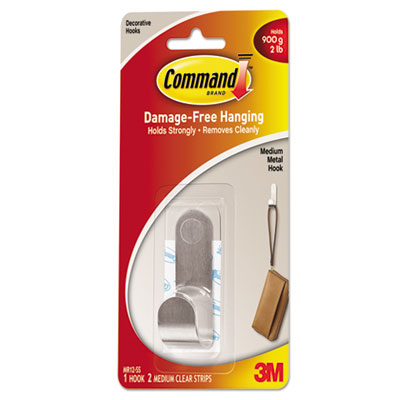 Decorative
Hooks
Holds
900 g
2 lb
Command
BRAND
Damage-Free Hanging
Holds Strongly • Removes Cleanly
Medium
Metal
Hook
MR12-SS
1 HOOK 2 MEDIUM CLEAR STRIPS
3M